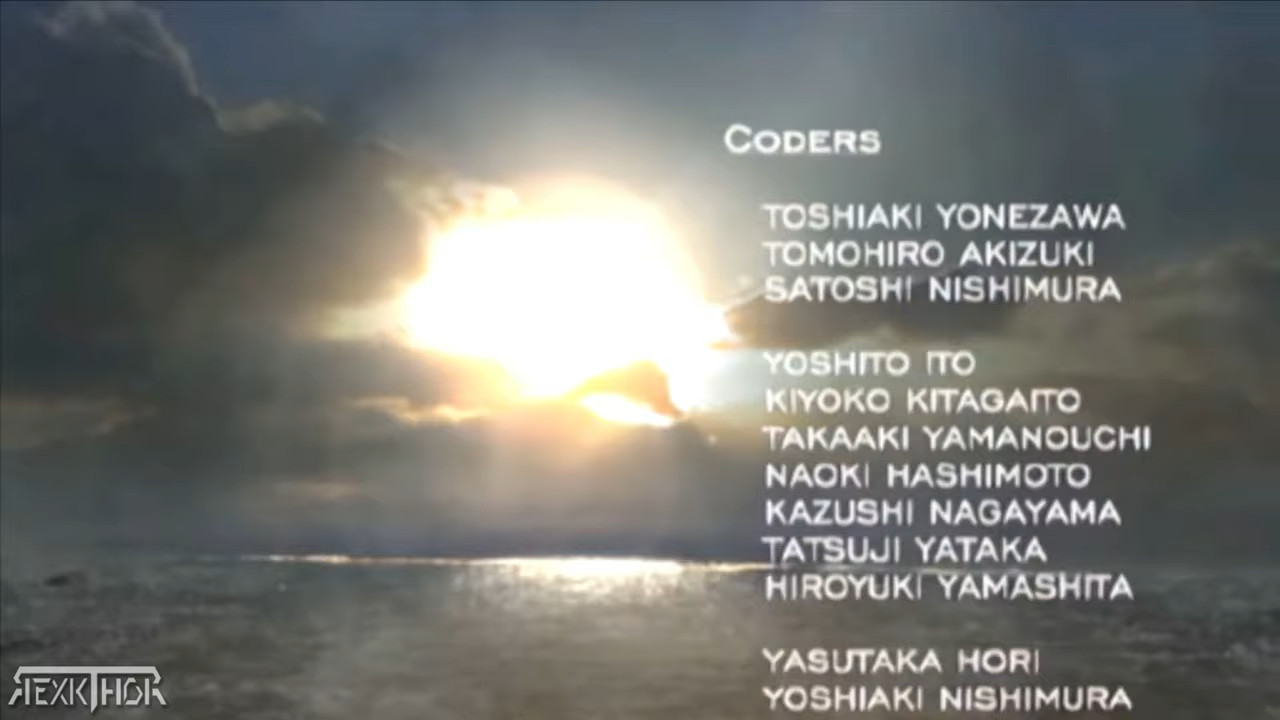 CODERS
TOSHIAKI YONEZAWA
TOMOHIRO AKIZUKI
SATOSHI NISHIMURA
YOSHITO ITO
KIYOKO KITAGAITO
TAKAAKI YAMANOUCHI
NAOKI HASHIMOTO
KAZUSHI NAGAYAMA
TATSUJI YATAKA
HIROYUKI YAMASHITA
YASUTAKA HORI
YOSHIAKI NISHIMURA
REXKTHOR